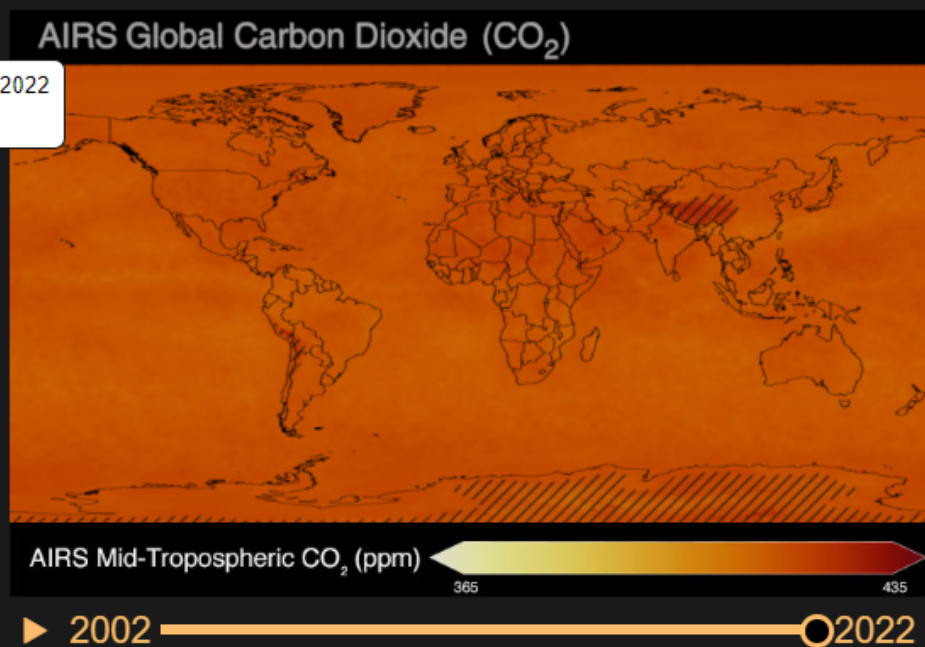 AIRS Global Carbon Dioxide (CO₂)
2022
AIRS Mid-Tropospheric CO₂ (ppm)
365
435
2002
2022